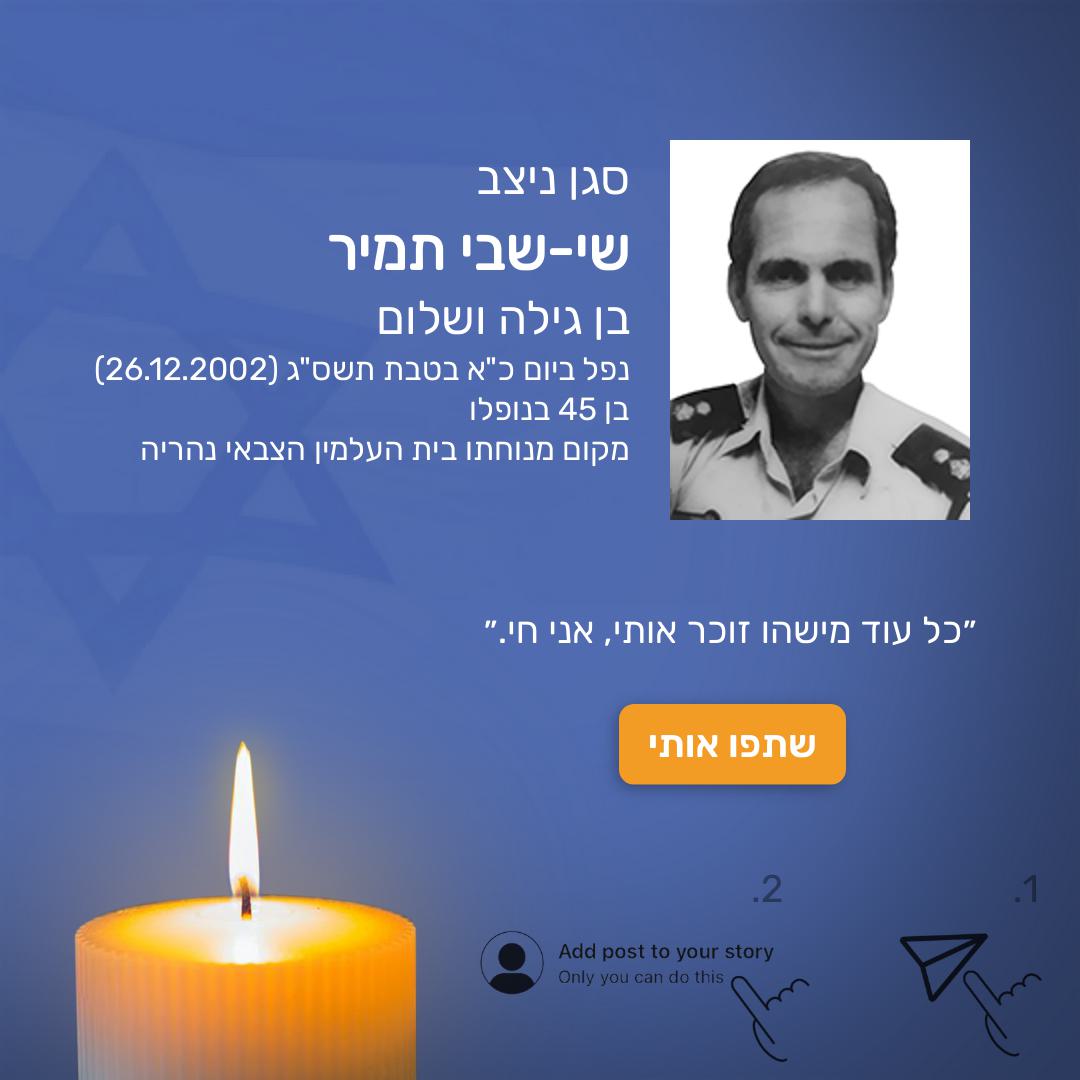 סגן ניצב
שי-שבי תמיר
בן גילה ושלום
נפל ביום כ"א בטבת תשס"ג (26.12.2002)
בן 45 בנופלו
מקום מנוחתו בית העלמין הצבאי נהריה
״כל עוד מישהו זוכר אותי, אני חי.״
שתפו אותי
.1
.2
Add post to your story
Only you can do this